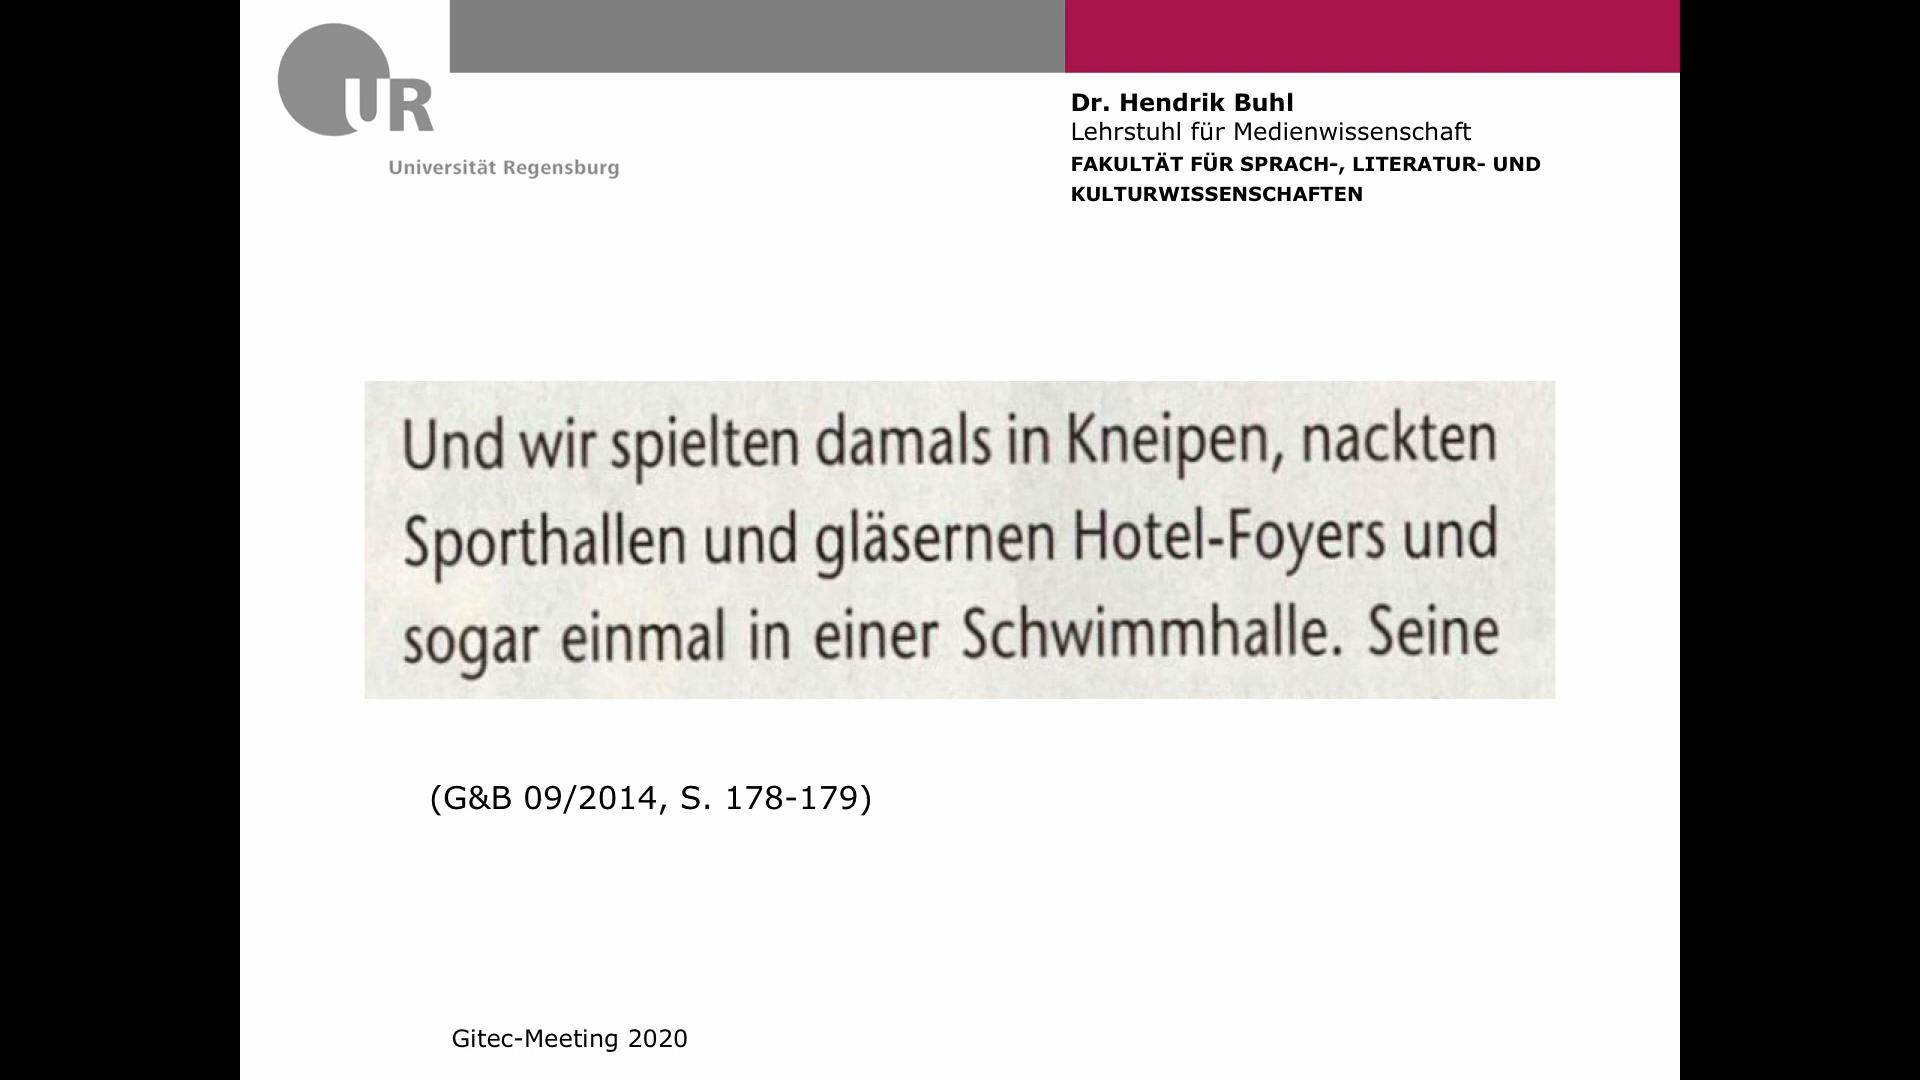 UR
Universität Regensburg
Dr. Hendrik Buhl
Lehrstuhl für Medienwissenschaft
FAKULTÄT FÜR SPRACH-, LITERATUR- UND
KULTURWISSENSCHAFTEN
Und wir spielten damals in Kneipen, nackten
Sporthallen und gläsernen Hotel-Foyers und
sogar einmal in einer Schwimmhalle. Seine
(G&B 09/2014, S. 178-179)
Gitec-Meeting 2020